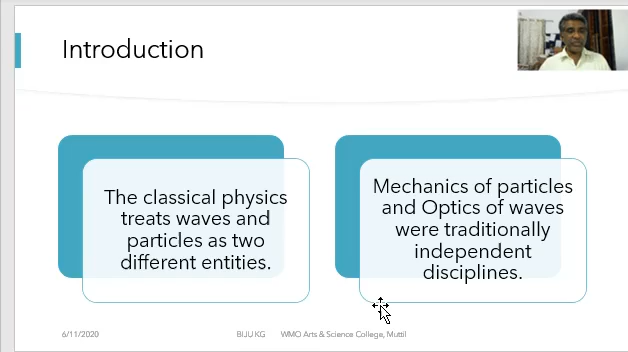 Introduction
The classical physics
treats waves and
particles as two
different entities.
Mechanics of particles
and Optics of waves
were traditionally
independent
disciplines.
6/11/2020
BIJU KG WMO Arts & Science College, Muttil